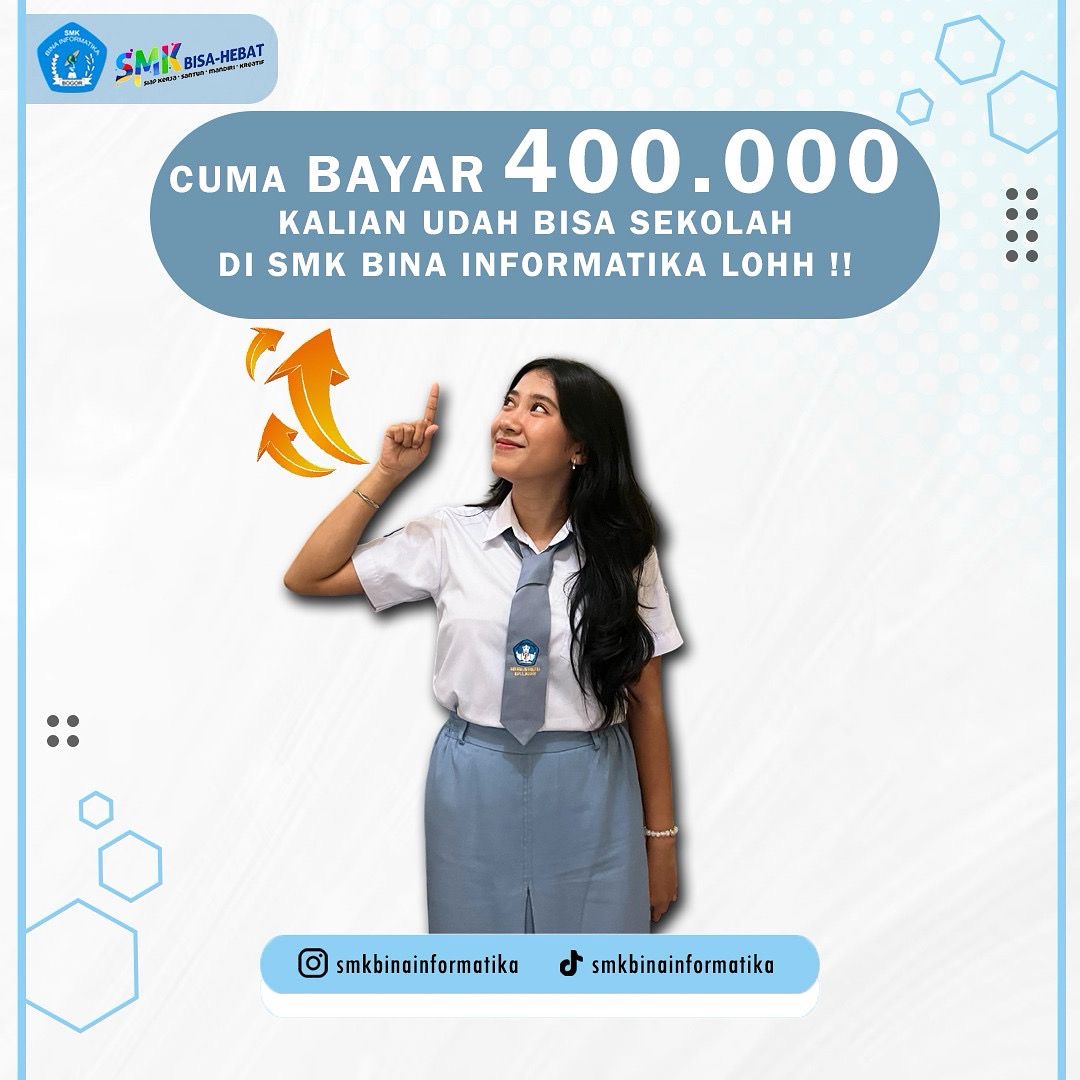 SMK
BINA INFORMATIKA
BOGOR
SMK BISA-HEBAT
SIAP KERJA • SANTUN • MANDIRI • KREATIF
CUMA BAYAR 400.000
KALIAN UDAH BISA SEKOLAH
DI SMK BINA INFORMATIKA LOHH !!
smkbinainformatika
smkbinainformatika